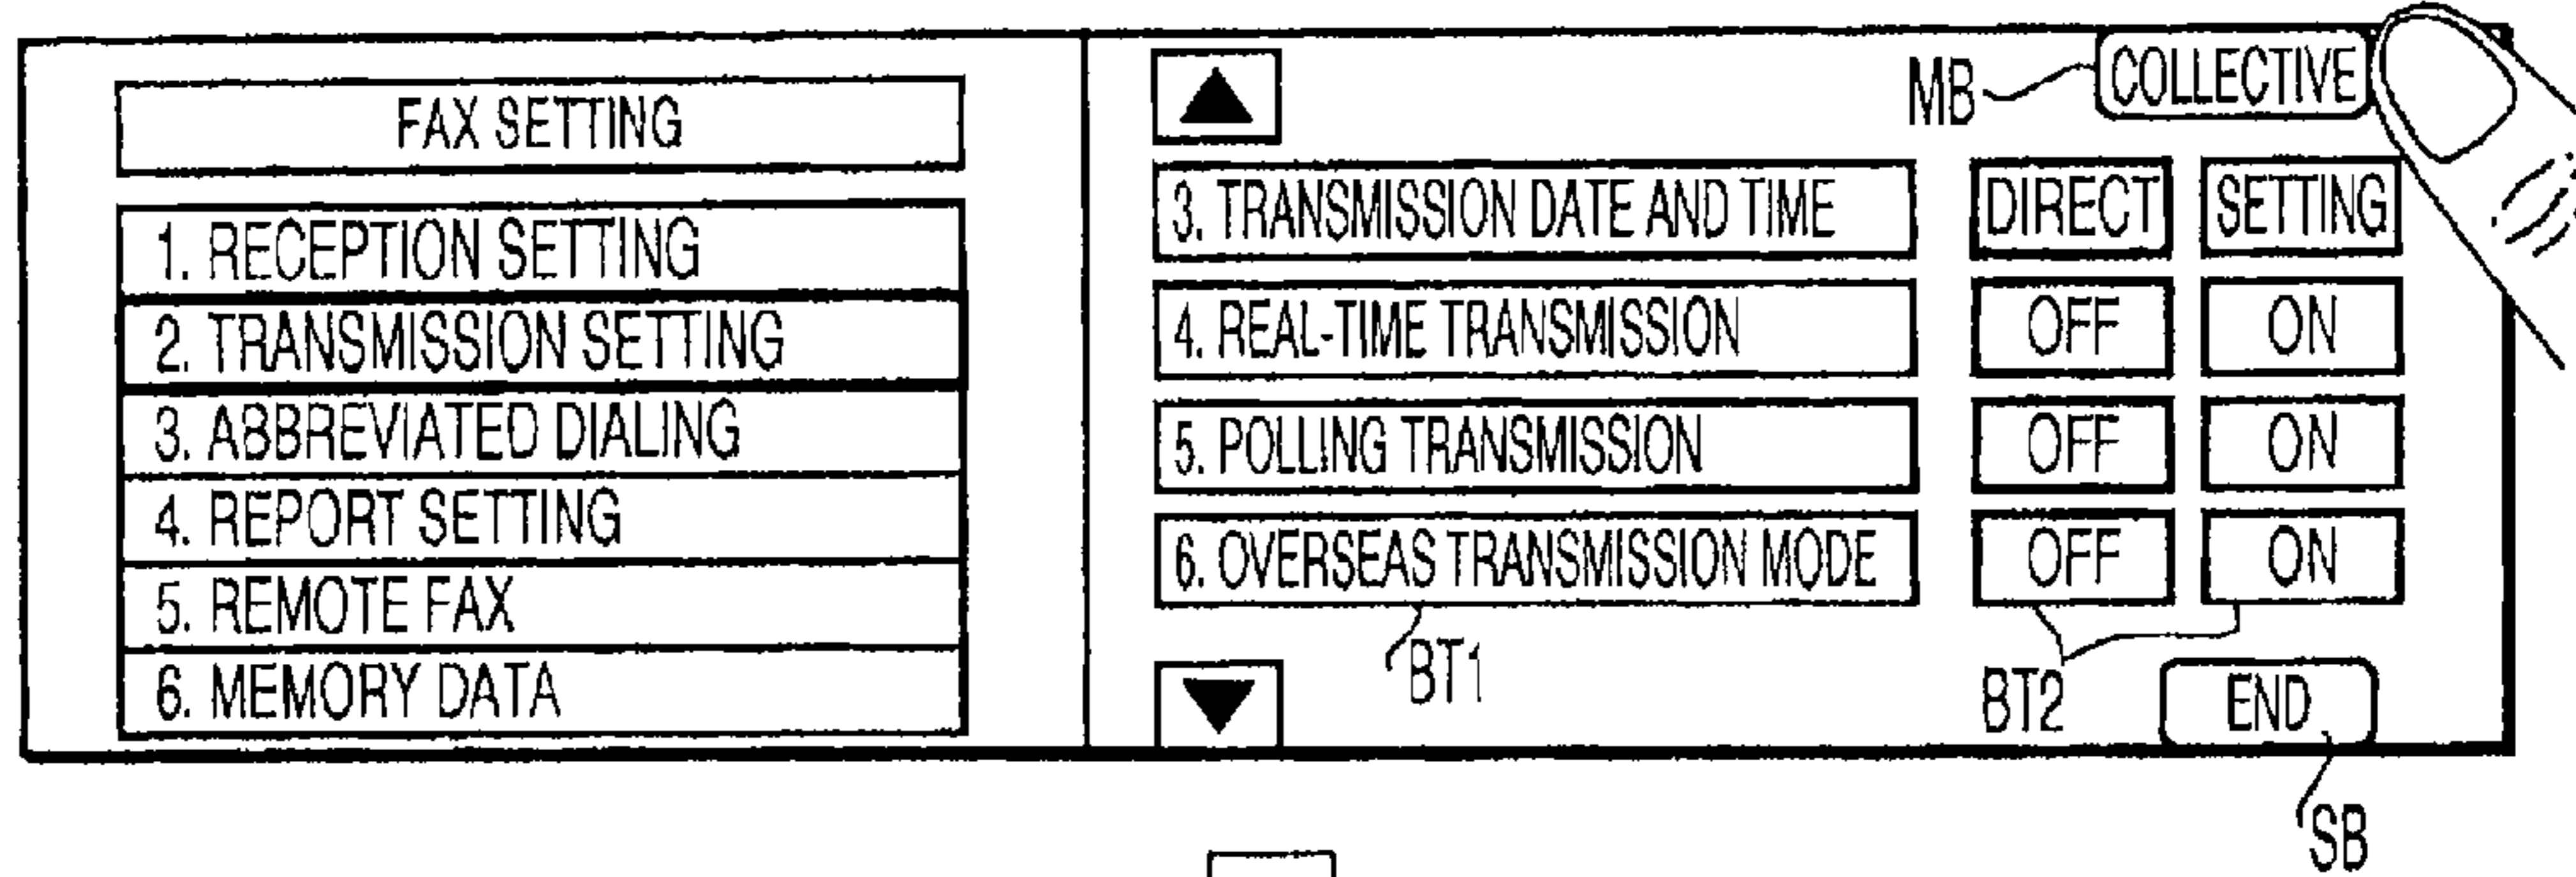 FAX SETTING
1. RECEPTION SETTING
2. TRANSMISSION SETTING
3. ABBREVIATED DIALING
4. REPORT SETTING
5. REMOTE FAX
6. MEMORY DATA
MB
COLLECTIVE
3. TRANSMISSION DATE AND TIME DIRECT SETTING
4. REAL-TIME TRANSMISSION OFF ON
5. POLLING TRANSMISSION OFF ON
6. OVERSEAS TRANSMISSION MODE OFF ON
BT1
BT2
END
SB